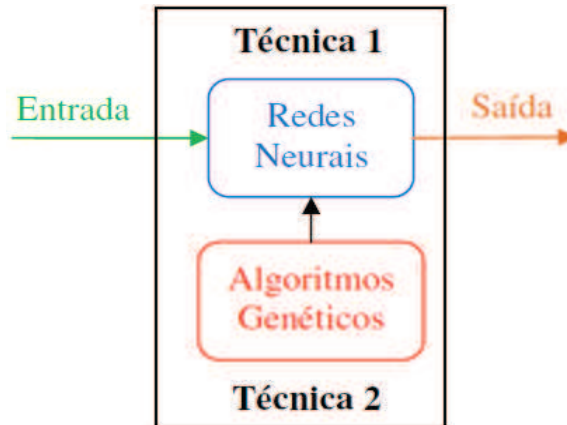 Técnica 1
Entrada
Redes
Neurais
Saída
Algoritmos
Genéticos
Técnica 2